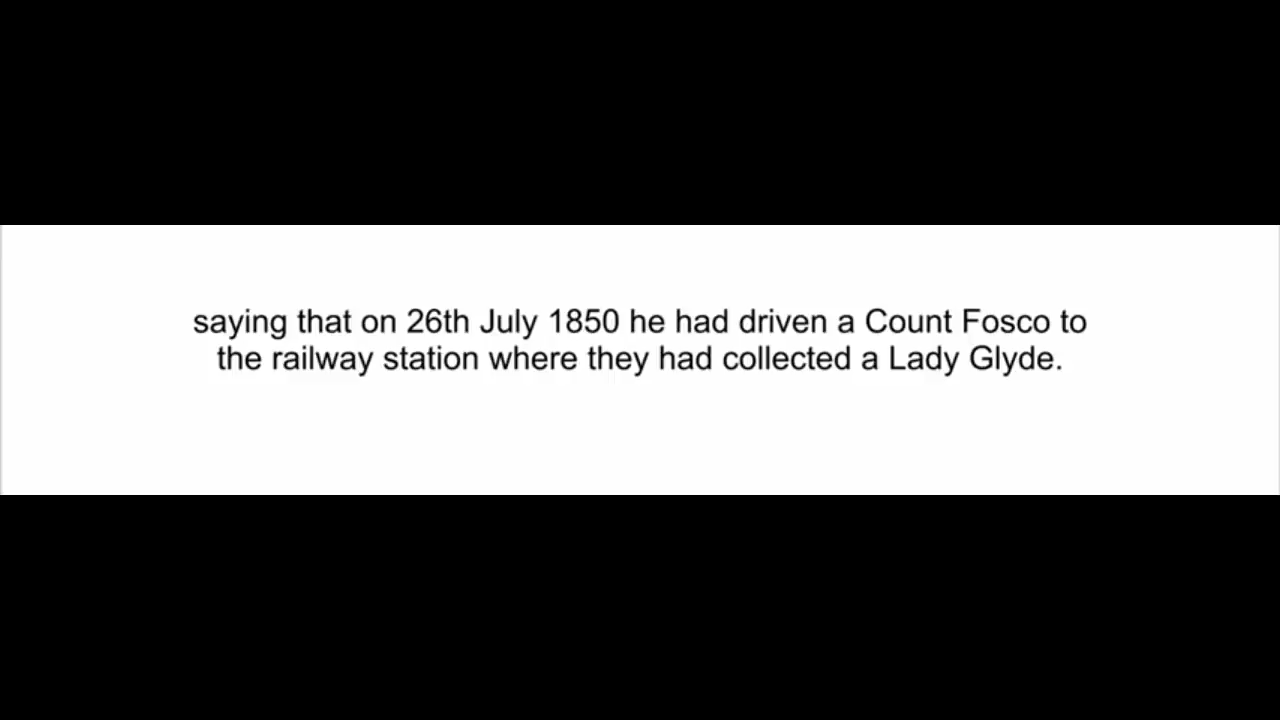 saying that on 26th July 1850 he had driven a Count Fosco to
the railway station where they had collected a Lady Glyde.